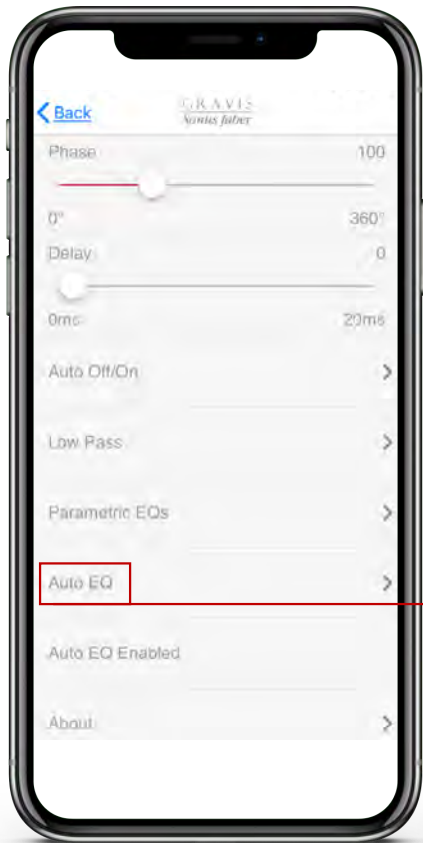 Back
GRAVIS
Sonus faber
Phase 100
0° 360°
Delay 0
0ms 20ms
Auto Off/On
Low Pass
Parametric EQs
Auto EQ
Auto EQ Enabled
About